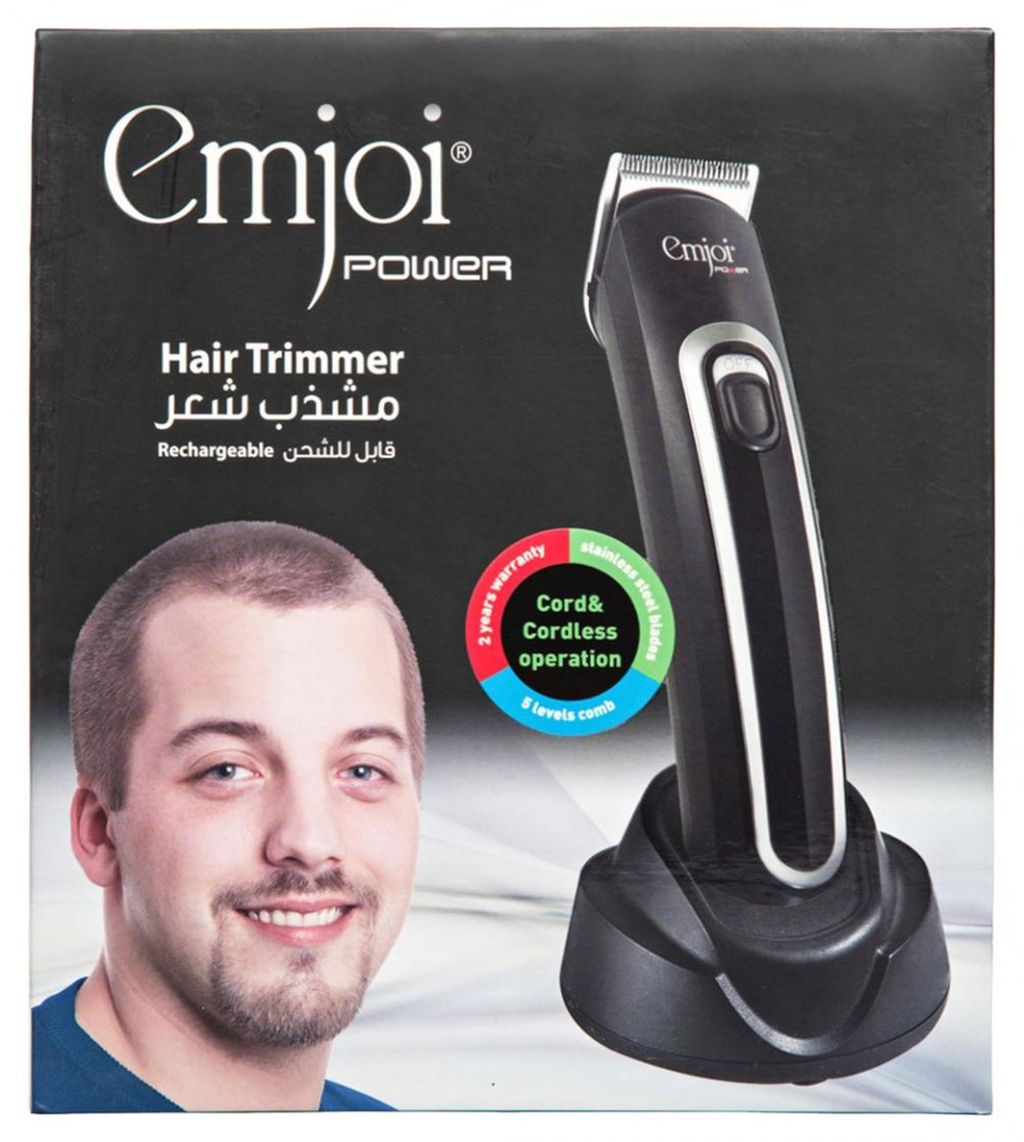 emjoi®
POWER
Hair Trimmer
مشذب شعر
Rechargeable قابل للشحن
emjoi®
POWER
OFF
2 years warranty
stainless steel blades
Cord&
Cordless
operation
5 levels comb